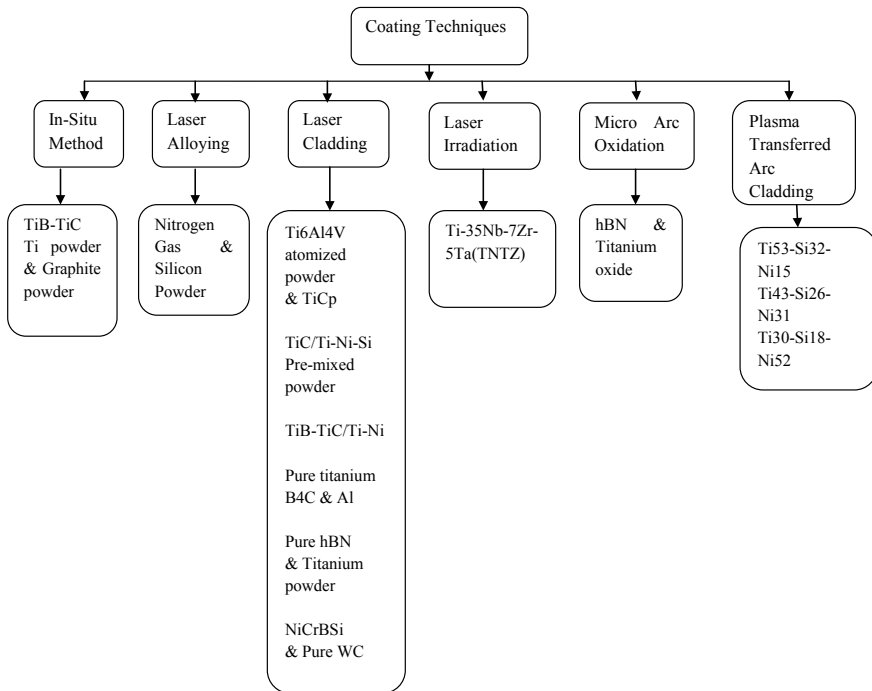 Coating Techniques
In-Situ
Method
Laser
Alloying
Laser
Cladding
Laser
Irradiation
Micro Arc
Oxidation
Plasma
Transferred
Arc
Cladding
TiB-TiC
Ti powder
& Graphite
powder
Nitrogen
Gas &
Silicon
Powder
Ti6Al4V
atomized
powder
& TiCp
TiC/Ti-Ni-Si
Pre-mixed
powder
TiB-TiC/Ti-Ni
Pure titanium
B4C & Al
Pure hBN
& Titanium
powder
NiCrBSi
& Pure WC
Ti-35Nb-7Zr-
5Ta(TNTZ)
hBN &
Titanium
oxide
Ti53-Si32-
Ni15
Ti43-Si26-
Ni31
Ti30-Si18-
Ni52